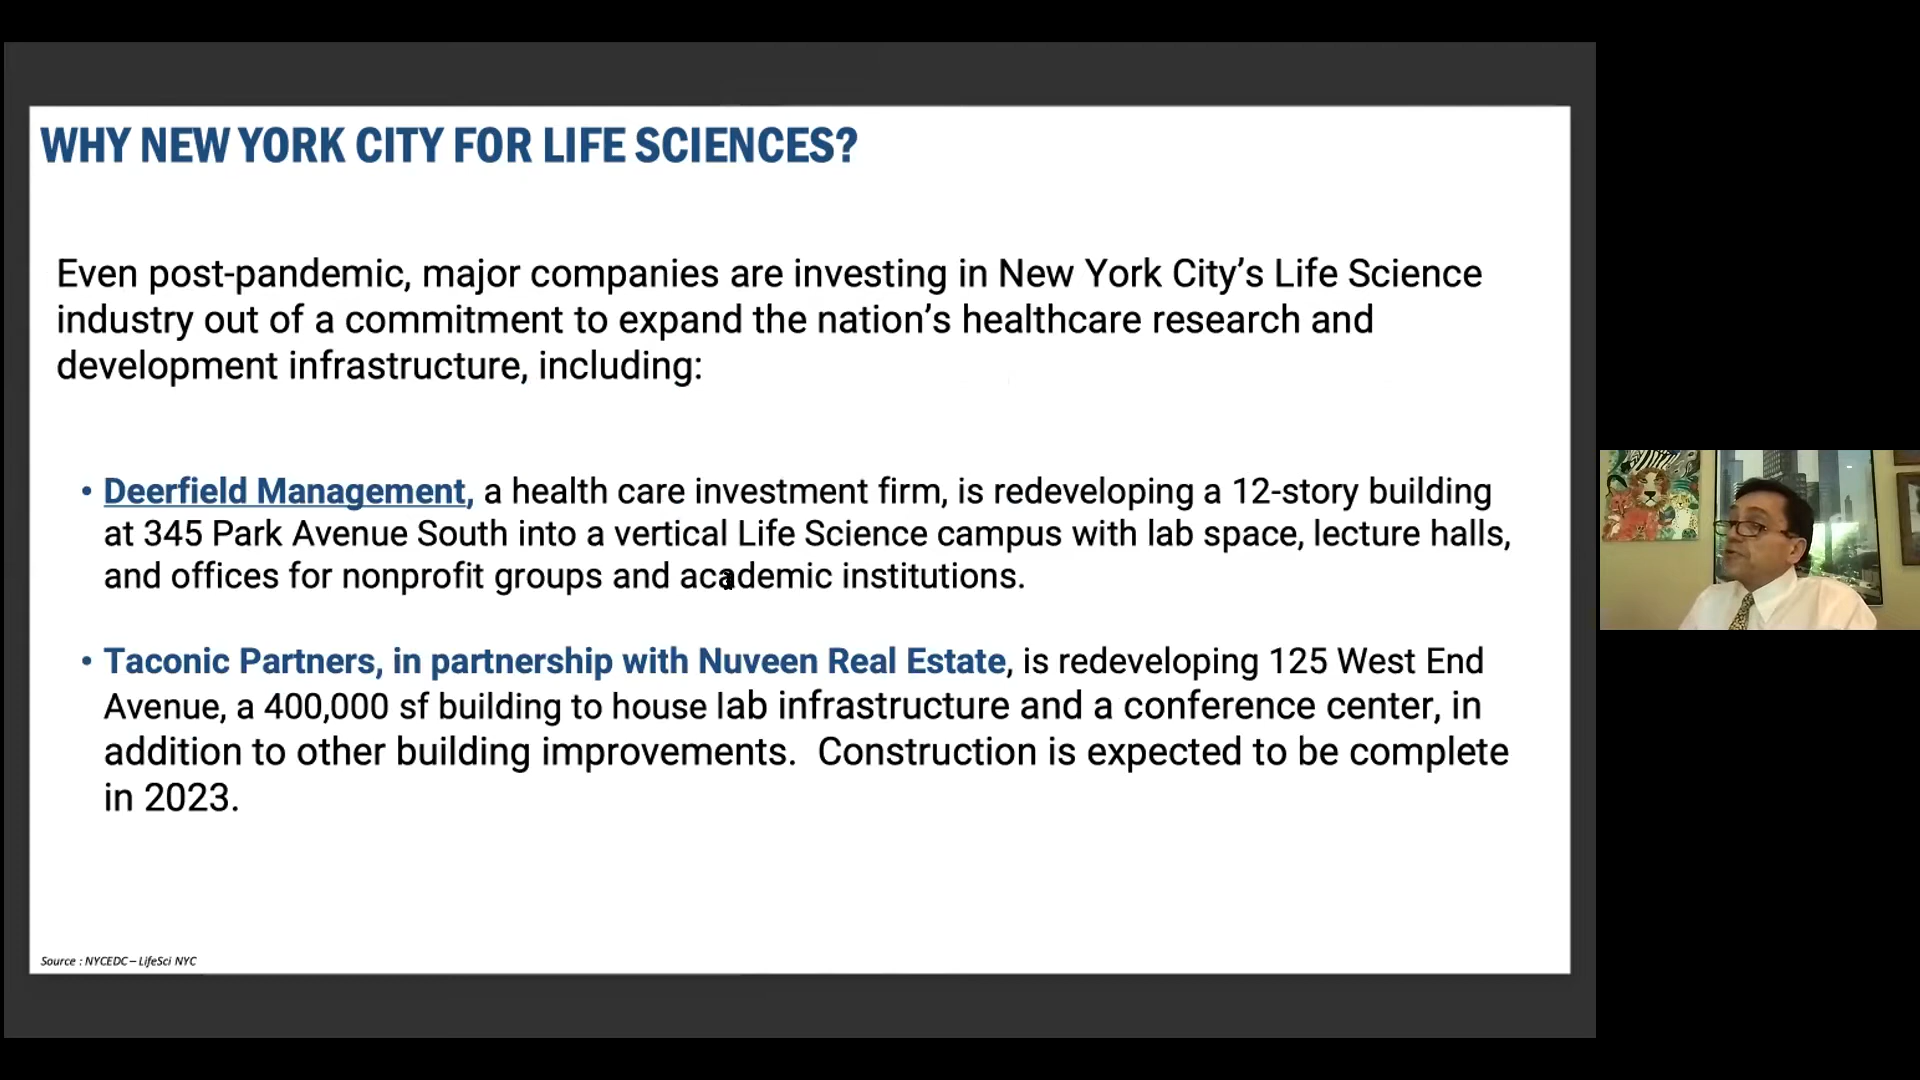 WHY NEW YORK CITY FOR LIFE SCIENCES?
Even post-pandemic, major companies are investing in New York City’s Life Science
industry out of a commitment to expand the nation’s healthcare research and
development infrastructure, including:
• Deerfield Management, a health care investment firm, is redeveloping a 12-story building
at 345 Park Avenue South into a vertical Life Science campus with lab space, lecture halls,
and offices for nonprofit groups and academic institutions.
• Taconic Partners, in partnership with Nuveen Real Estate, is redeveloping 125 West End
Avenue, a 400,000 sf building to house lab infrastructure and a conference center, in
addition to other building improvements.  Construction is expected to be complete
in 2023.
Source : NYCEDC – LifeSci NYC